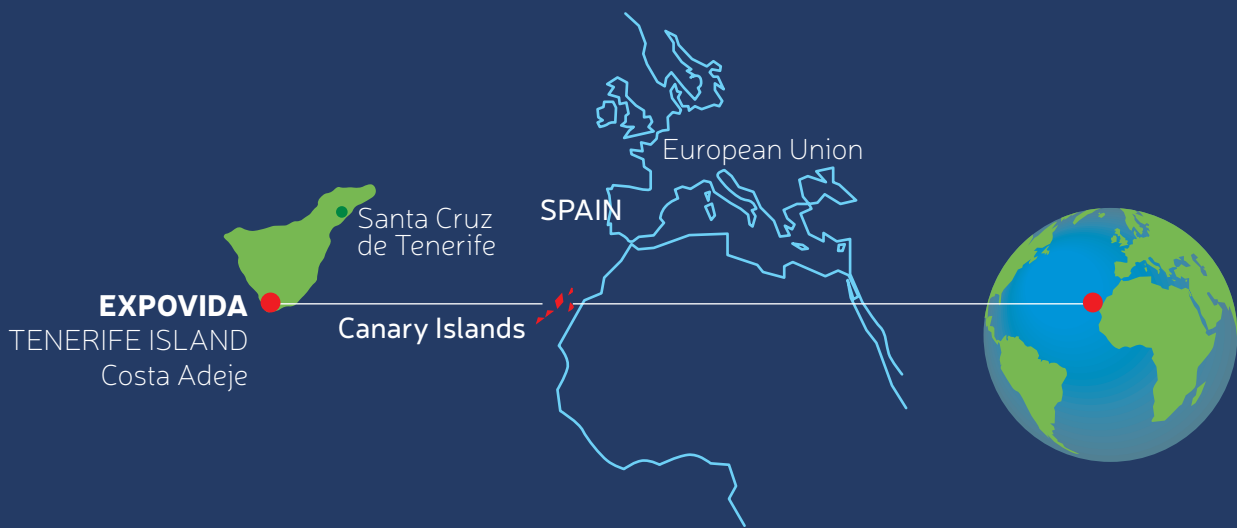 European Union
SPAIN
Santa Cruz
de Tenerife
EXPOVIDA
TENERIFE ISLAND
Costa Adeje
Canary Islands